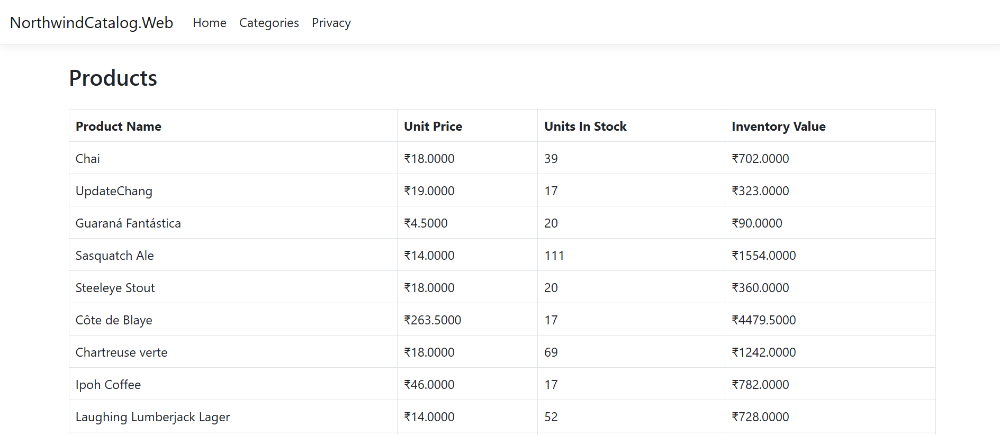 NorthwindCatalog.Web Home Categories Privacy
Products
Product Name Unit Price Units In Stock Inventory Value
Chai ₹18.0000 39 ₹702.0000
UpdateChang ₹19.0000 17 ₹323.0000
Guaraná Fantástica ₹4.5000 20 ₹90.0000
Sasquatch Ale ₹14.0000 111 ₹1554.0000
Steeleye Stout ₹18.0000 20 ₹360.0000
Côte de Blaye ₹263.5000 17 ₹4479.5000
Chartreuse verte ₹18.0000 69 ₹1242.0000
Ipoh Coffee ₹46.0000 17 ₹782.0000
Laughing Lumberjack Lager ₹14.0000 52 ₹728.0000